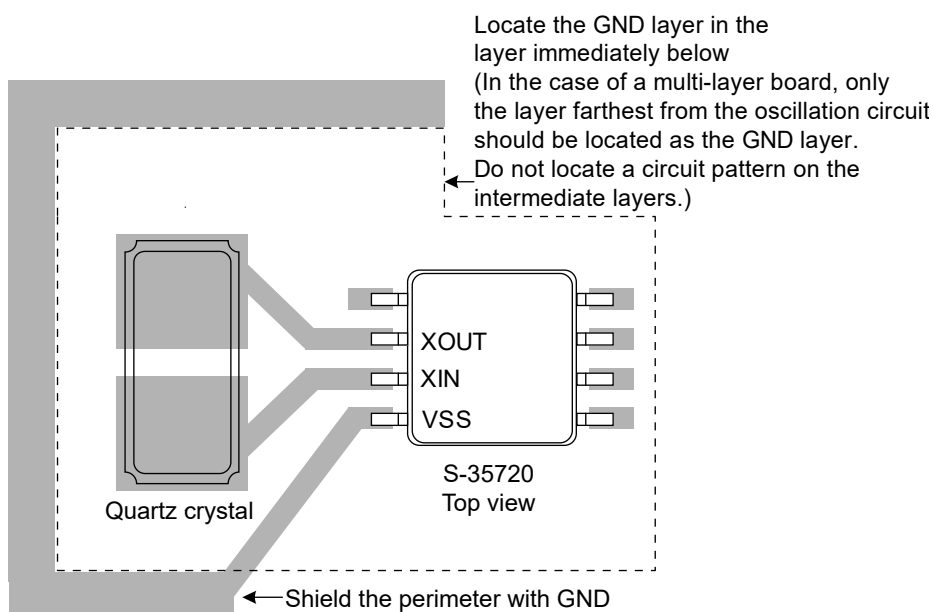 Locate the GND layer in the
layer immediately below
(In the case of a multi-layer board, only
the layer farthest from the oscillation circuit
should be located as the GND layer.
Do not locate a circuit pattern on the
intermediate layers.)
XOUT
XIN
VSS
S-35720
Top view
Quartz crystal
Shield the perimeter with GND